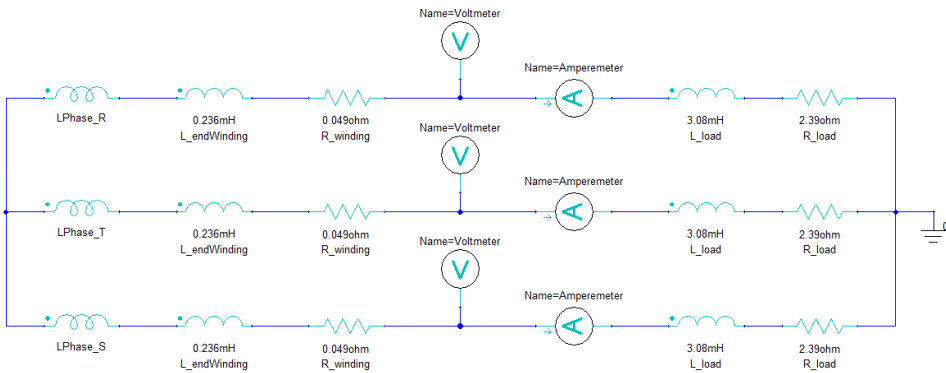 Name=Voltmeter
V
Name=Amperemeter
A
LPhase_R
0.236mH
L_endWinding
0.049ohm
R_winding
3.08mH
L_load
2.39ohm
R_load
Name=Voltmeter
V
Name=Amperemeter
A
LPhase_T
0.236mH
L_endWinding
0.049ohm
R_winding
3.08mH
L_load
2.39ohm
R_load
0
Name=Voltmeter
V
Name=Amperemeter
A
LPhase_S
0.236mH
L_endWinding
0.049ohm
R_winding
3.08mH
L_load
2.39ohm
R_load